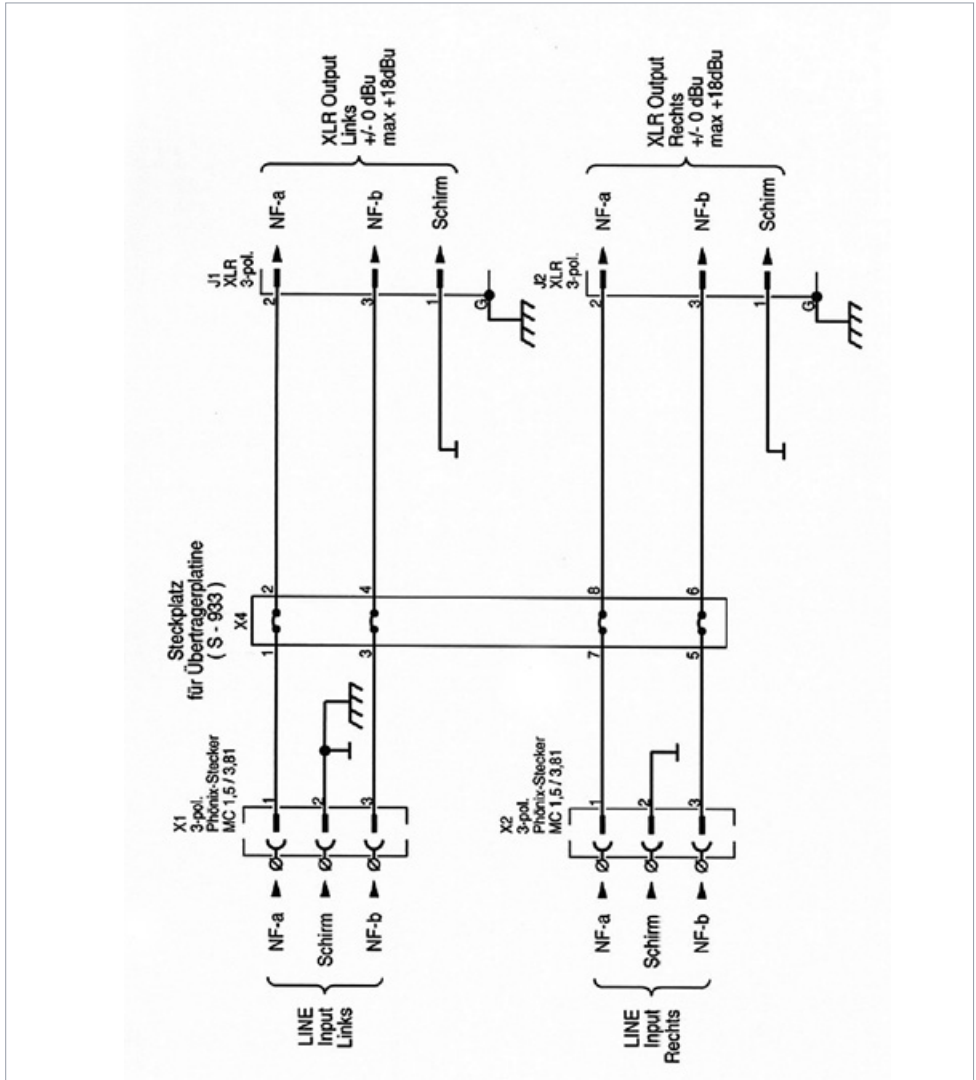 XLR Output
Links
+/- 0 dBu
max +18dBu
XLR Output
Rechts
+/- 0 dBu
max +18dBu
NF-a
NF-b
Schirm
NF-a
NF-b
Schirm
J1
XLR
3-pol.
J2
XLR
3-pol.
2
3
1
G
2
3
1
G
Steckplatz
für Übertragerplatine
( S - 933 )
X4
2
4
8
6
1
3
7
5
X1
3-pol.
Phönix-Stecker
MC 1,5 / 3,81
X2
3-pol.
Phönix-Stecker
MC 1,5 / 3,81
1
2
3
1
2
3
NF-a
Schirm
NF-b
NF-a
Schirm
NF-b
LINE
Input
Links
LINE
Input
Rechts